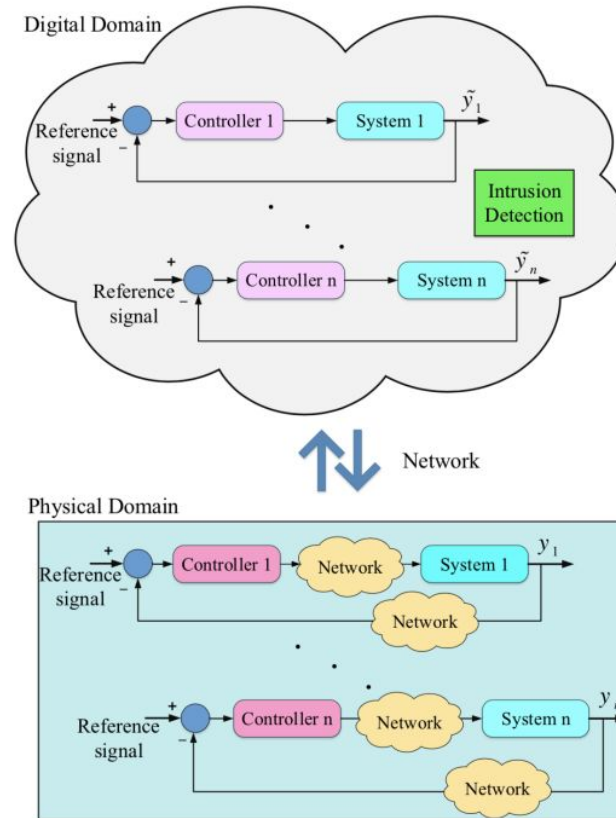 Digital Domain
+
Reference
signal
−
Controller 1
System 1
ỹ₁
Intrusion
Detection
+
Reference
signal
−
Controller n
System n
ỹₙ
Network
Physical Domain
+
Reference
signal
−
Controller 1
Network
System 1
y₁
Network
+
Reference
signal
−
Controller n
Network
System n
y
Network